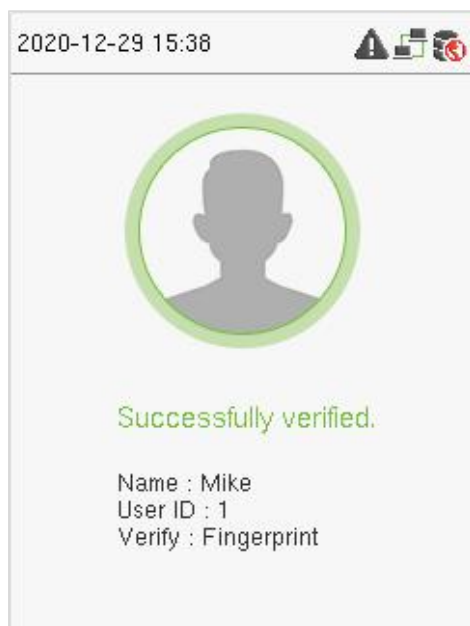 2020-12-29 15:38
Successfully verified.
Name : Mike
User ID : 1
Verify : Fingerprint